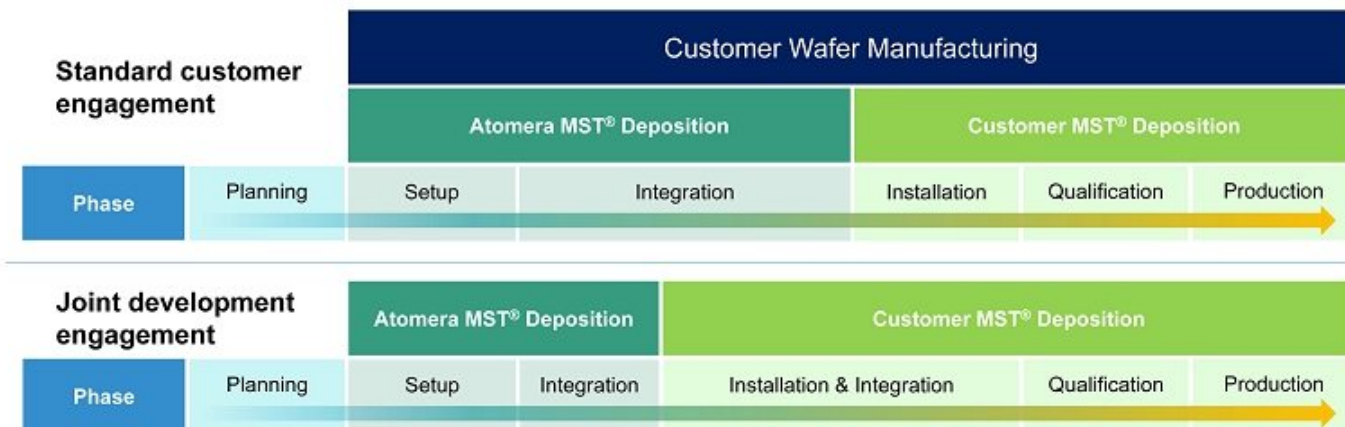 Standard customer
engagement
Customer Wafer Manufacturing
Atomera MST® Deposition
Customer MST® Deposition
Phase
Planning
Setup
Integration
Installation
Qualification
Production
Joint development
engagement
Atomera MST® Deposition
Customer MST® Deposition
Phase
Planning
Setup
Integration
Installation & Integration
Qualification
Production